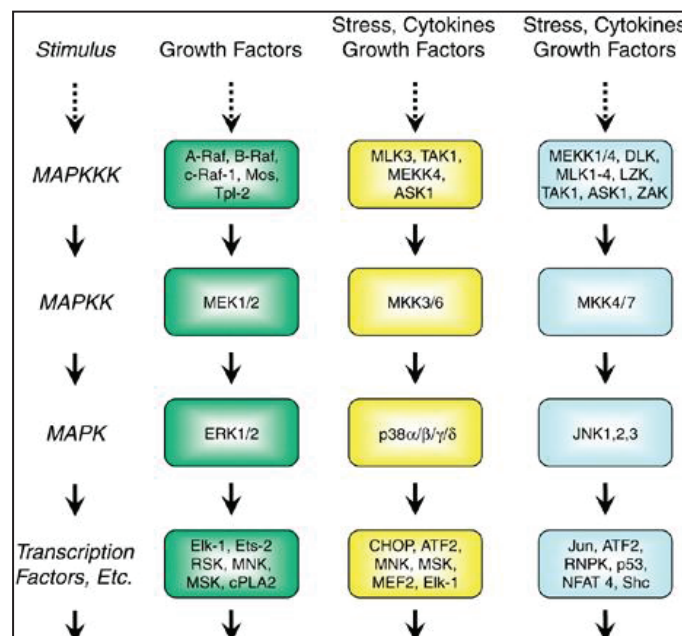 Stimulus
Growth Factors
Stress, Cytokines
Growth Factors
Stress, Cytokines
Growth Factors
MAPKKK
A-Raf, B-Raf,
c-Raf-1, Mos,
Tpl-2
MLK3, TAK1,
MEKK4,
ASK1
MEKK1/4, DLK,
MLK1-4, LZK,
TAK1, ASK1, ZAK
MAPKK
MEK1/2
MKK3/6
MKK4/7
MAPK
ERK1/2
p38α/β/γ/δ
JNK1,2,3
Transcription
Factors, Etc.
Elk-1, Ets-2
RSK, MNK,
MSK, cPLA2
CHOP, ATF2,
MNK, MSK,
MEF2, Elk-1
Jun, ATF2,
RNPK, p53,
NFAT 4, Shc